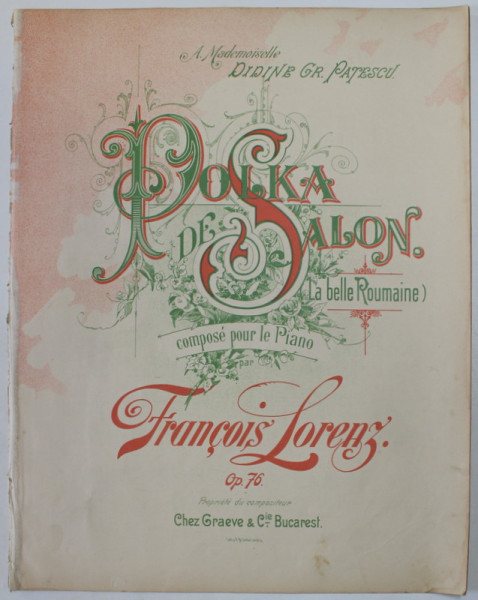 A Mademoiselle
DIDINE GR. PATESCU.
POLKA
DE SALON.
(La belle Roumaine)
composé pour le Piano
par
François Lorenz.
Op. 76.
Propriété du compositeur
Chez Graeve & Cie Bucarest.